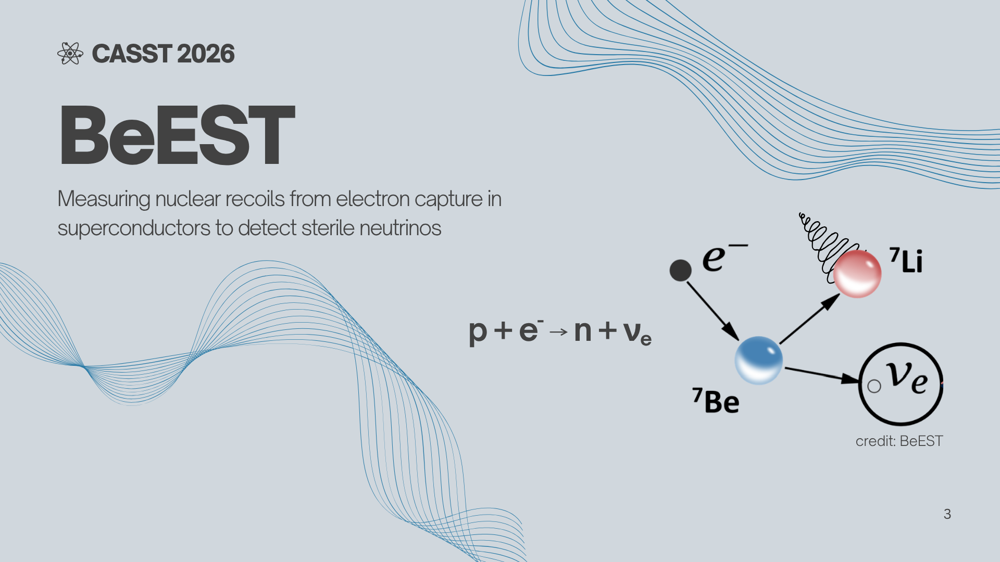 CASST 2026
BeEST
Measuring nuclear recoils from electron capture in
superconductors to detect sterile neutrinos
e⁻
⁷Li
p + e⁻ → n + νₑ
νₑ
⁷Be
credit: BeEST
3